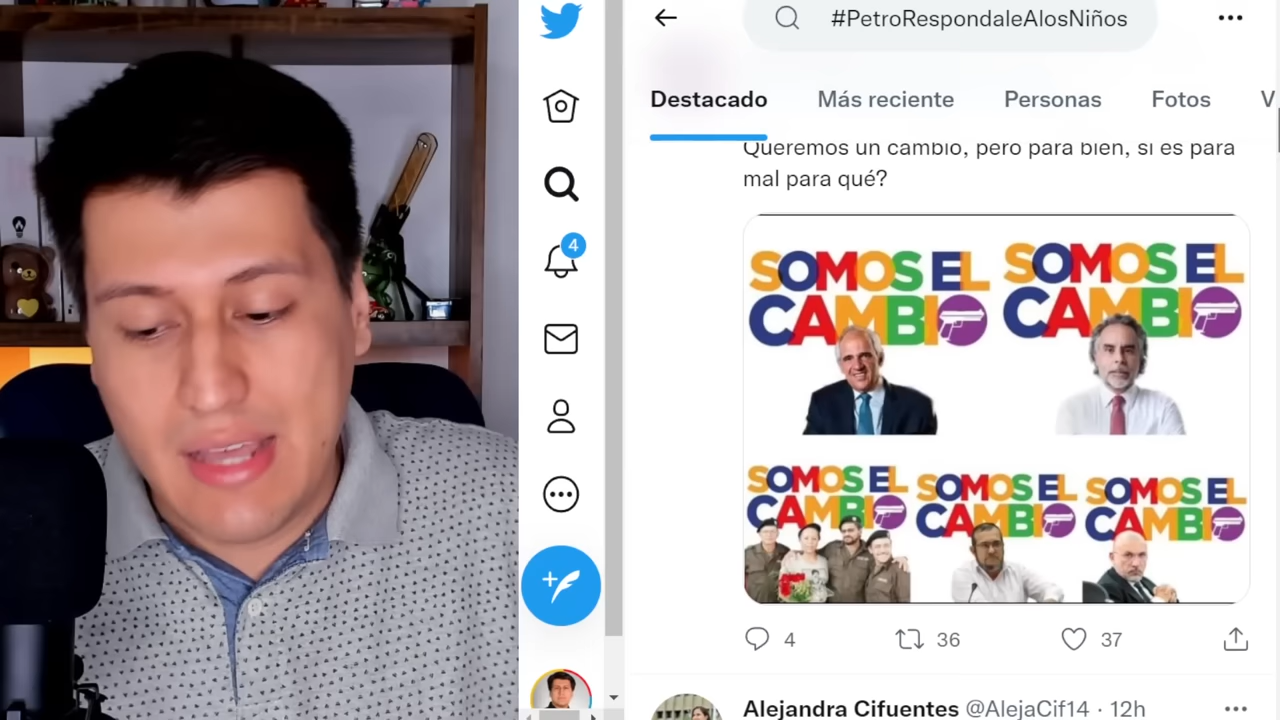 #PetroRespondaleAlosNiños
Destacado Más reciente Personas Fotos V
Queremos un cambio, pero para bien, si es para
mal para qué?
4
SOMOS EL
CAMBIO
SOMOS EL
CAMBIO
SOMOS EL
CAMBIO
SOMOS EL
CAMBIO
SOMOS EL
CAMBIO
4 36 37
Alejandra Cifuentes @AlejaCif14 · 12h